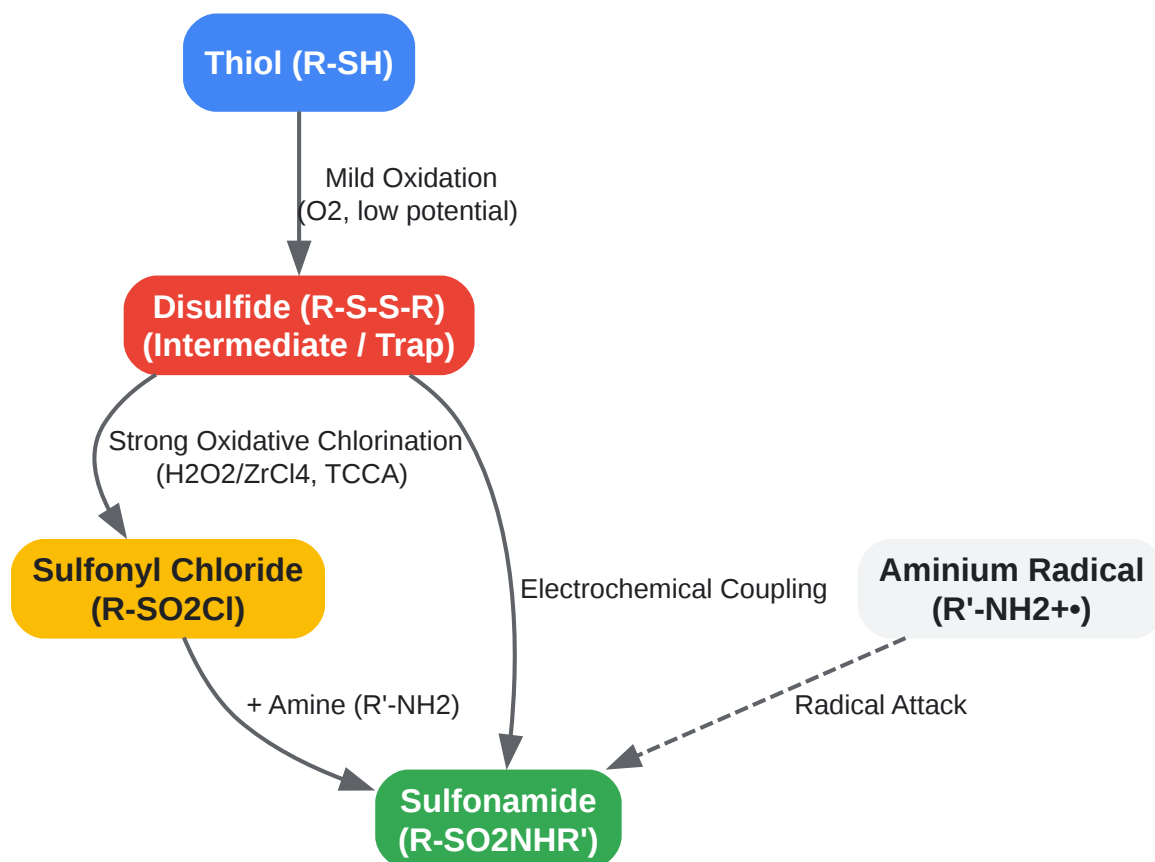 Thiol (R-SH)
Mild Oxidation
(O2, low potential)
Disulfide (R-S-S-R)
(Intermediate / Trap)
Strong Oxidative Chlorination
(H2O2/ZrCl4, TCCA)
Sulfonyl Chloride
(R-SO2Cl)
Electrochemical Coupling
Aminium Radical
(R'-NH2+•)
+ Amine (R'-NH2)
Radical Attack
Sulfonamide
(R-SO2NHR')